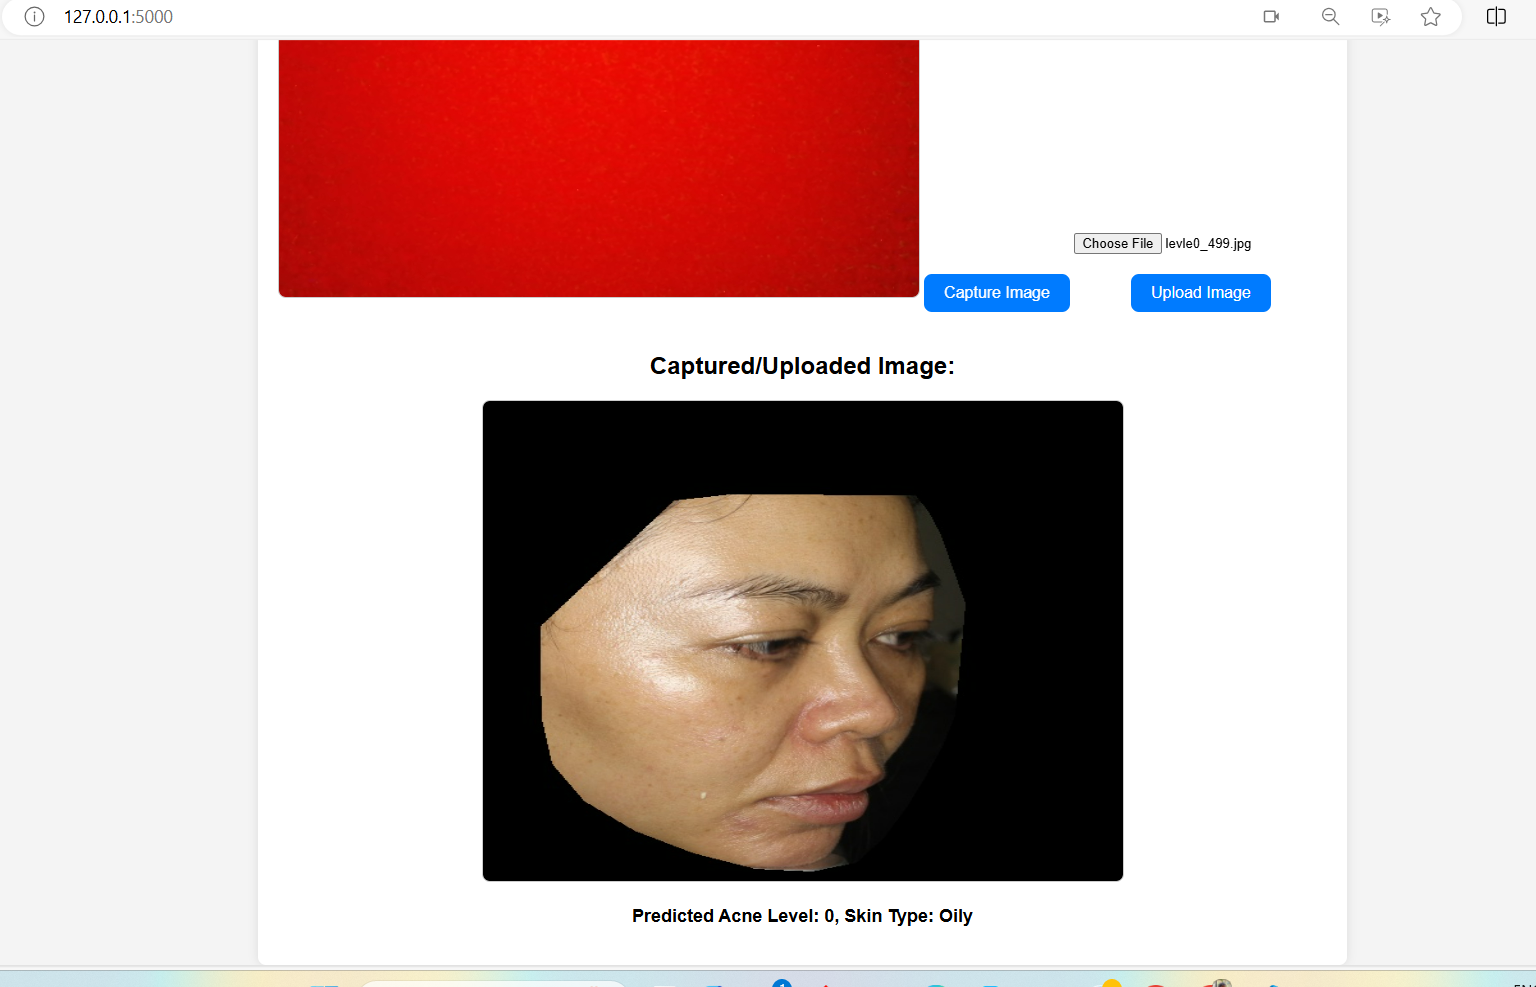 127.0.0.1:5000
Choose File levle0_499.jpg
Capture Image
Upload Image
Captured/Uploaded Image:
Predicted Acne Level: 0, Skin Type: Oily